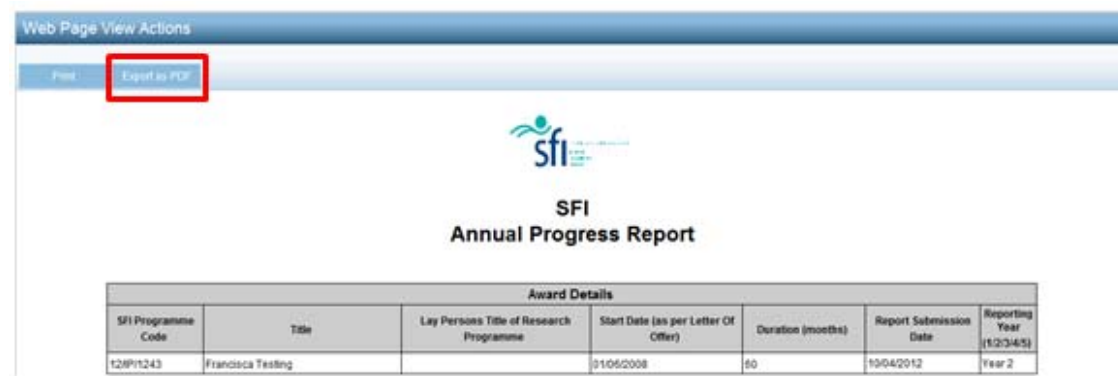 Web Page View Actions
Print Export as PDF
sfi
SFI
Annual Progress Report
Award Details
SFI Programme Code Title Lay Persons Title of Research Programme Start Date (as per Letter Of Offer) Duration (months) Report Submission Date Reporting Year (1/2/3/4/5)
12/IP/1243 Francisca Testing 01/06/2008 60 10/04/2012 Year 2